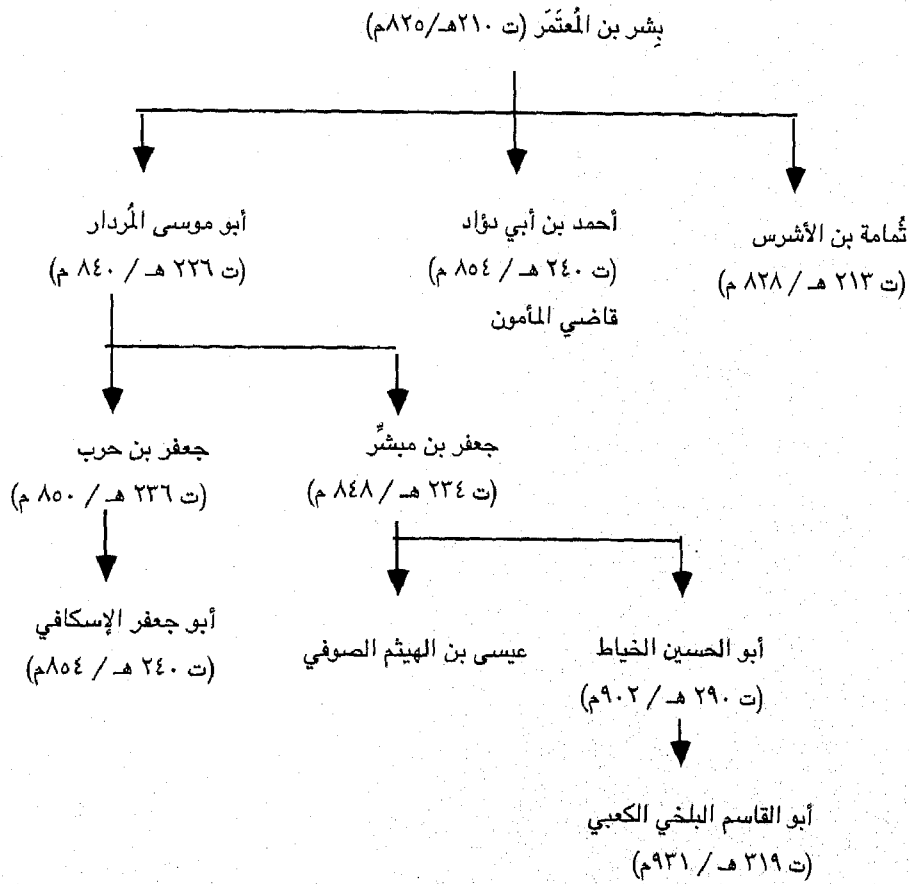 بِشر بن المُعتَمَر (ت ٢١٠هـ/٨٢٥م)
ثُمامة بن الأشرس
(ت ٢١٣ هـ / ٨٢٨ م)
أحمد بن أبي دؤاد
(ت ٢٤٠ هـ / ٨٥٤ م)
قاضي المأمون
أبو موسى المُردار
(ت ٢٢٦ هـ / ٨٤٠ م)
جعفر بن مبشِّر
(ت ٢٣٤ هـ / ٨٤٨ م)
جعفر بن حرب
(ت ٢٣٦ هـ / ٨٥٠ م)
أبو الحسين الخياط
(ت ٢٩٠ هـ / ٩٠٢م)
عيسى بن الهيثم الصوفي
أبو جعفر الإسكافي
(ت ٢٤٠ هـ / ٨٥٤م)
أبو القاسم البلخي الكعبي
(ت ٣١٩ هـ / ٩٣١م)